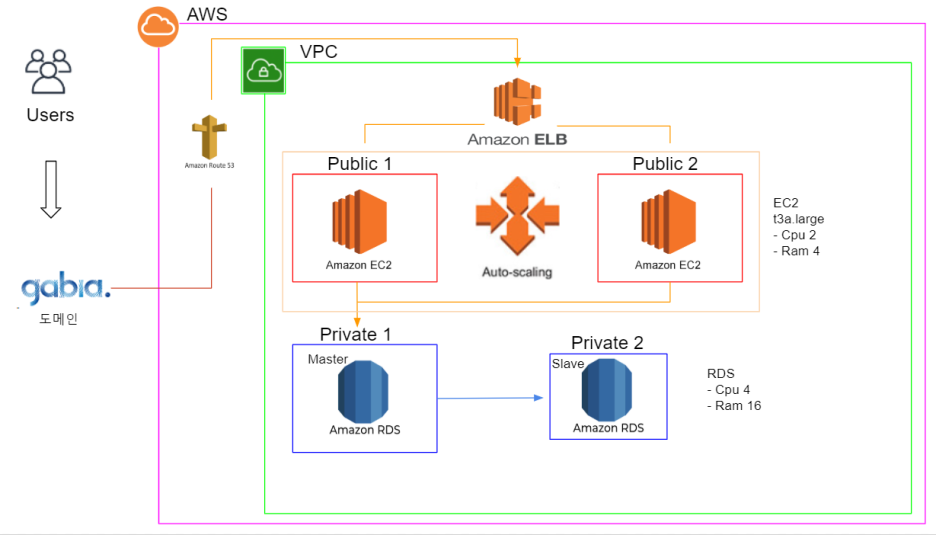 AWS
VPC
Users
Amazon Route 53
Amazon ELB
Public 1
Public 2
Amazon EC2
Auto-scaling
Amazon EC2
EC2
t3a.large
- Cpu 2
- Ram 4
gabia.
도메인
Private 1
Private 2
Master
Slave
Amazon RDS
Amazon RDS
RDS
- Cpu 4
- Ram 16